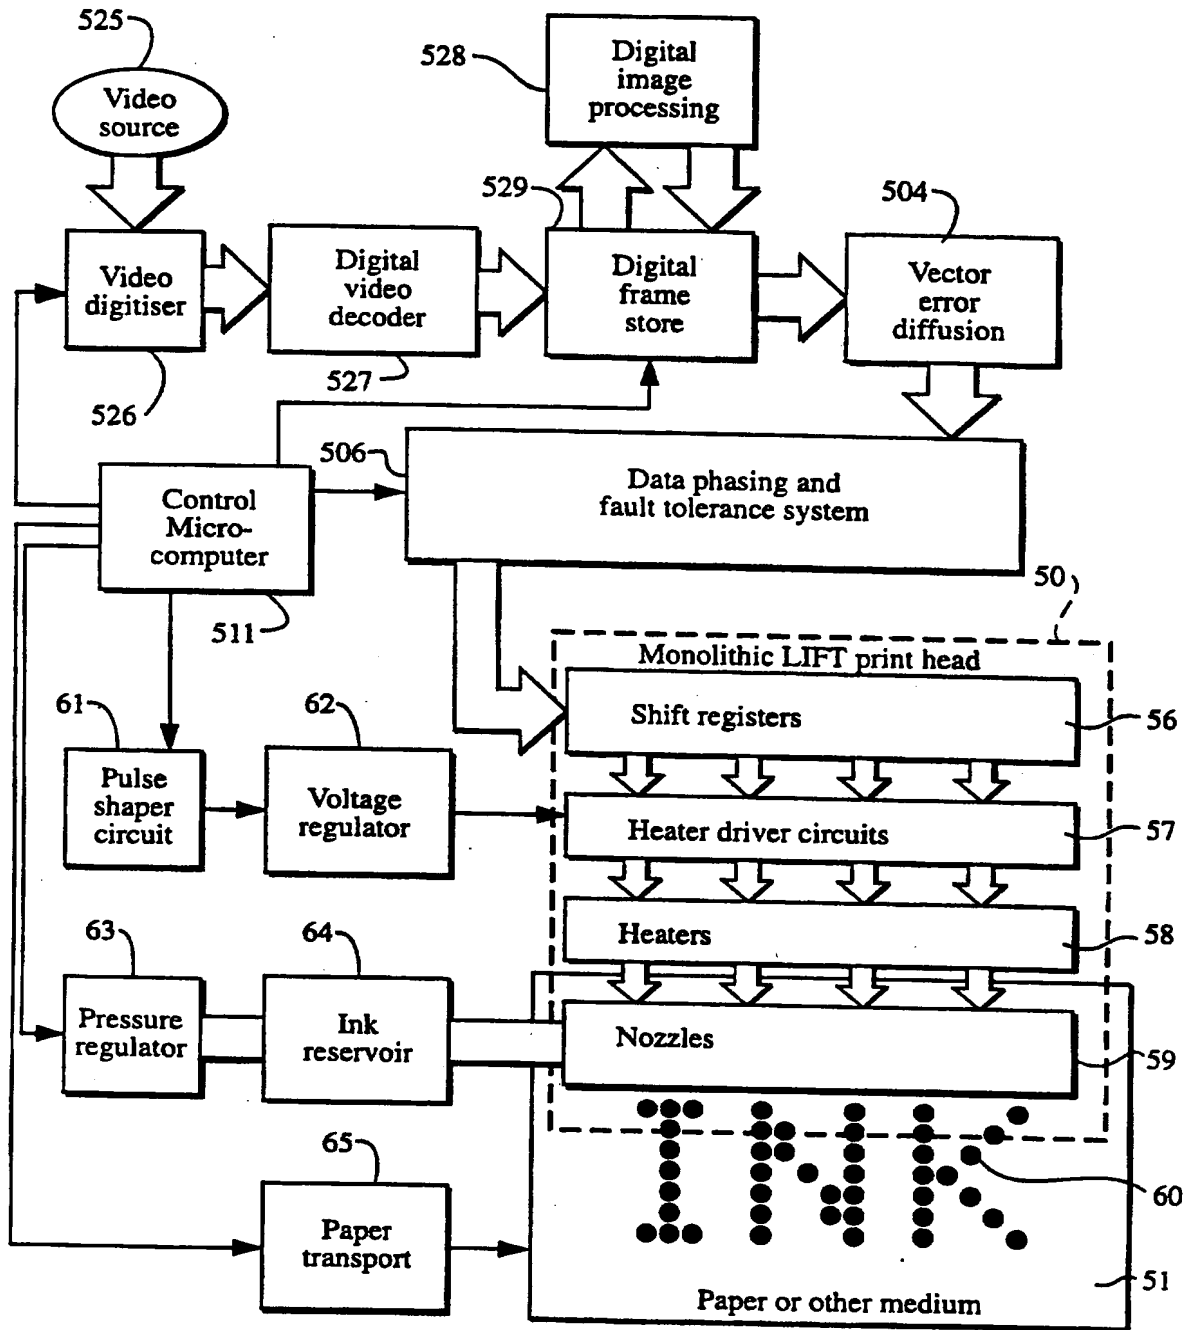 525
Video
source
528
Digital
image
processing
529
504
Video
digitiser
Digital
video
decoder
Digital
frame
store
Vector
error
diffusion
526
527
506
Data phasing and
fault tolerance system
Control
Micro-
computer
511
50
Monolithic LIFT print head
Shift registers
56
61
62
Pulse
shaper
circuit
Voltage
regulator
Heater driver circuits
57
Heaters
58
63
64
Pressure
regulator
Ink
reservoir
Nozzles
59
INK
60
65
Paper
transport
51
Paper or other medium